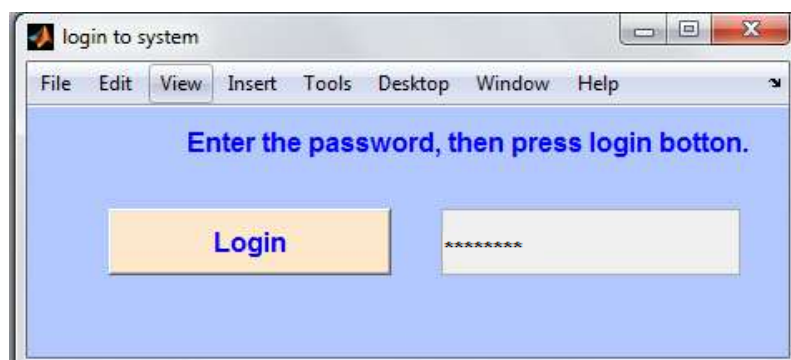 login to system
File Edit View Insert Tools Desktop Window Help
Enter the password, then press login botton.
Login
********